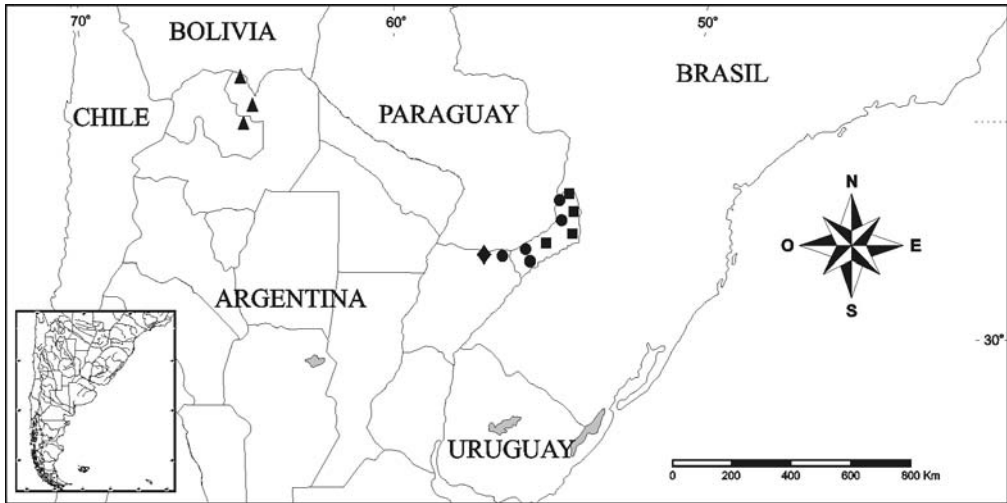 70°
60°
50°
BOLIVIA
BRASIL
CHILE
PARAGUAY
N
O
E
S
ARGENTINA
30°
URUGUAY
0 200 400 600 800 Km